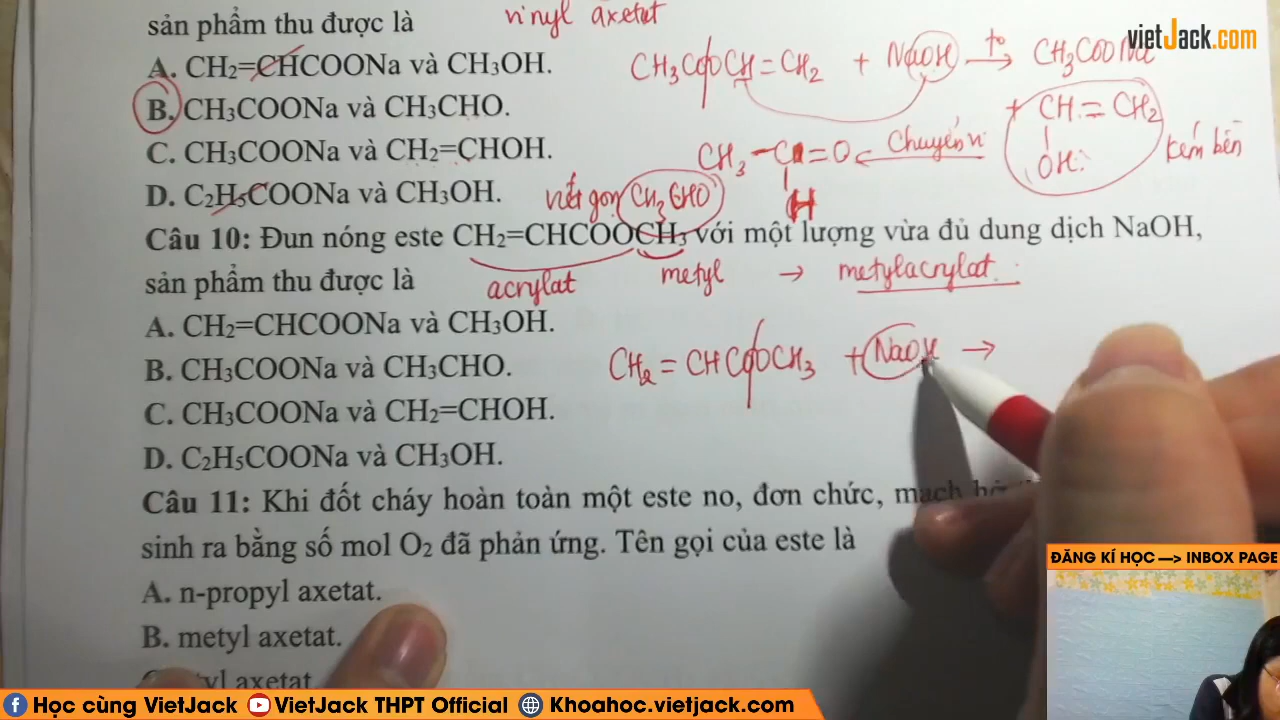 sản phẩm thu được là vinyl axetat
vietJack.com
A. CH2=CHCOONa và CH3OH.
CH3COOCH=CH2 + NaOH t° → CH3COONa
B. CH3COONa và CH3CHO.
+ CH=CH2
OH
kém bền
C. CH3COONa và CH2=CHOH.
CH3-C=O Chuyển vị
H
D. C2H5COONa và CH3OH.
viết gọn CH3CHO
Câu 10: Đun nóng este CH2=CHCOOCH3 với một lượng vừa đủ dung dịch NaOH,
sản phẩm thu được là
acrylat metyl → metylacrylat
A. CH2=CHCOONa và CH3OH.
B. CH3COONa và CH3CHO.
CH2=CHCOOCH3 + NaOH →
C. CH3COONa và CH2=CHOH.
D. C2H5COONa và CH3OH.
Câu 11: Khi đốt cháy hoàn toàn một este no, đơn chức, mạch hở
sinh ra bằng số mol O2 đã phản ứng. Tên gọi của este là
A. n-propyl axetat.
B. metyl axetat.
axetat
ĐĂNG KÍ HỌC —> INBOX PAGE
Học cùng VietJack VietJack THPT Official Khoahoc.vietjack.com